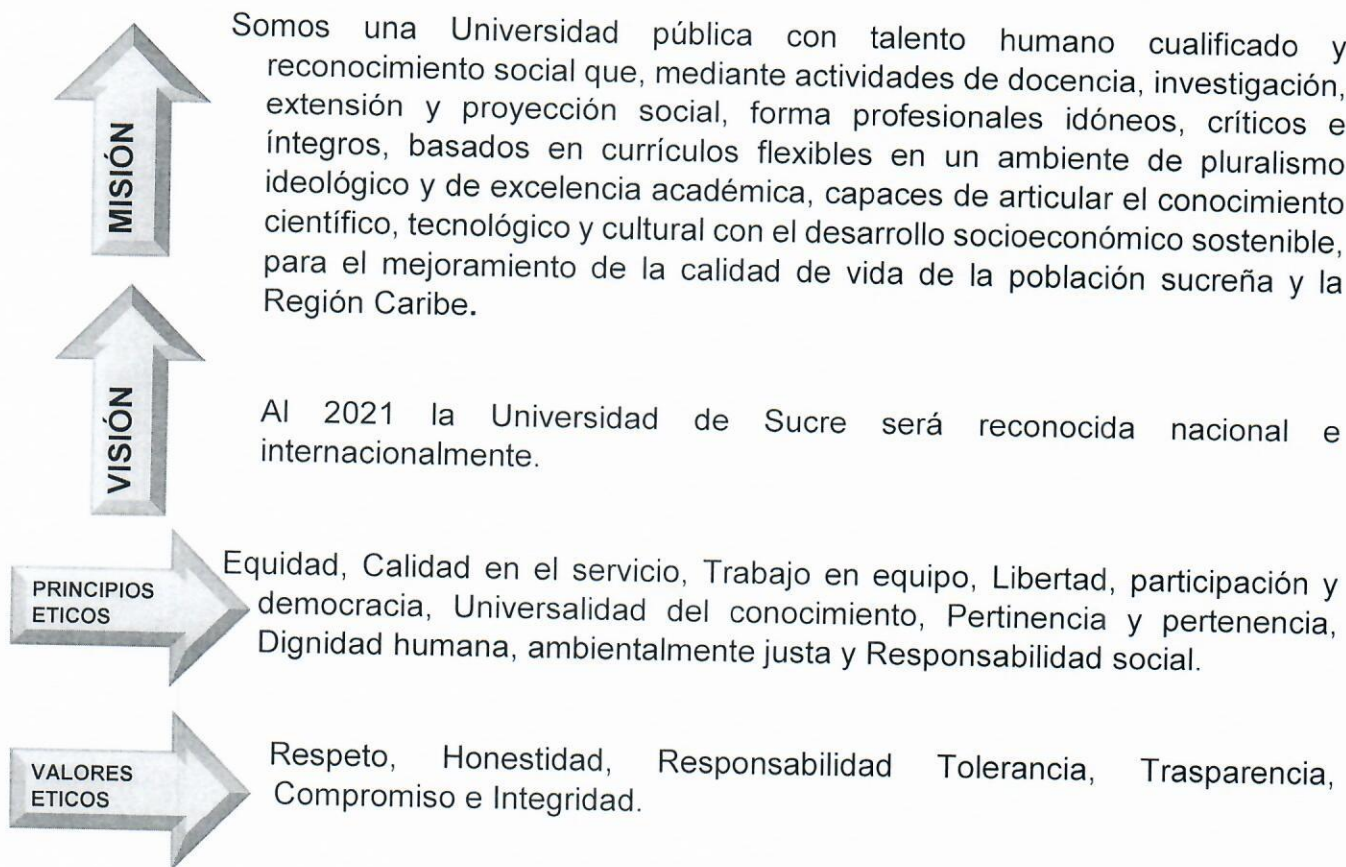 MISIÓN
Somos una Universidad pública con talento humano cualificado y
reconocimiento social que, mediante actividades de docencia, investigación,
extensión y proyección social, forma profesionales idóneos, críticos e
íntegros, basados en currículos flexibles en un ambiente de pluralismo
ideológico y de excelencia académica, capaces de articular el conocimiento
científico, tecnológico y cultural con el desarrollo socioeconómico sostenible,
para el mejoramiento de la calidad de vida de la población sucreña y la
Región Caribe.
VISIÓN
Al 2021 la Universidad de Sucre será reconocida nacional e
internacionalmente.
PRINCIPIOS
ETICOS
Equidad, Calidad en el servicio, Trabajo en equipo, Libertad, participación y
democracia, Universalidad del conocimiento, Pertinencia y pertenencia,
Dignidad humana, ambientalmente justa y Responsabilidad social.
VALORES
ETICOS
Respeto, Honestidad, Responsabilidad Tolerancia, Trasparencia,
Compromiso e Integridad.